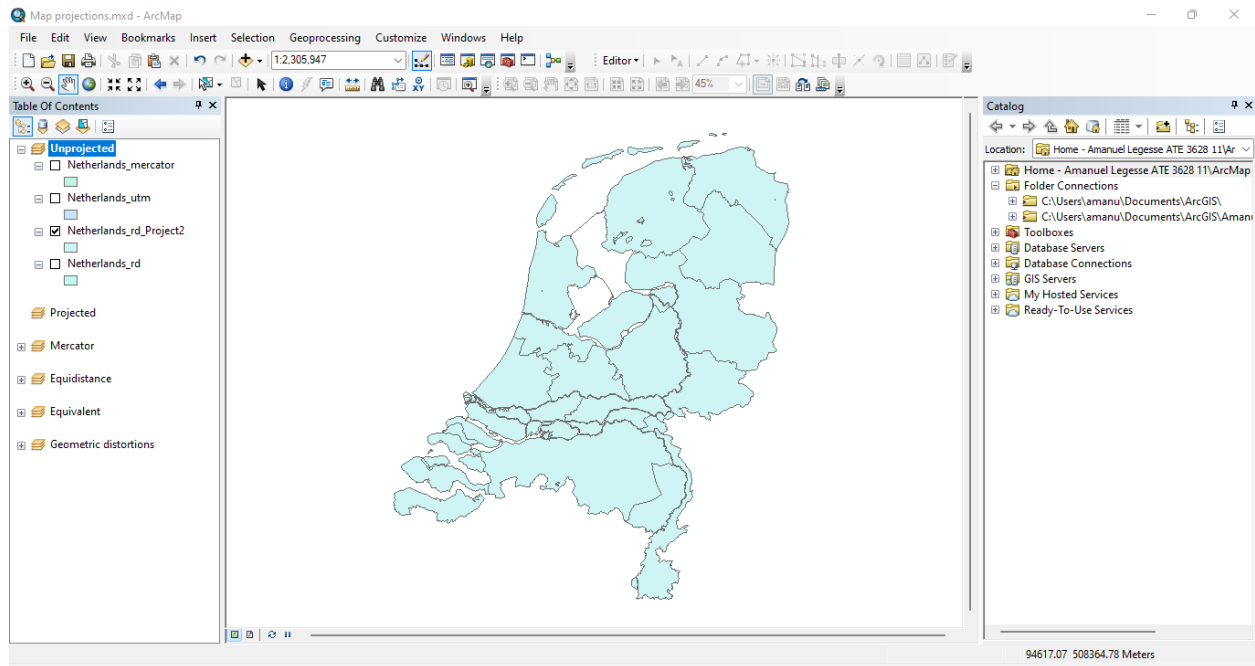 Map projections.mxd - ArcMap
File Edit View Bookmarks Insert Selection Geoprocessing Customize Windows Help
1:2,305,947
Editor
45%
Table Of Contents
Unprojected
Netherlands_mercator
Netherlands_utm
Netherlands_rd_Project2
Netherlands_rd
Projected
Mercator
Equidistance
Equivalent
Geometric distortions
Catalog
Location: Home - Amanuel Legesse ATE 3628 11\Ar
Home - Amanuel Legesse ATE 3628 11\ArcMap
Folder Connections
C:\Users\amanu\Documents\ArcGIS\
C:\Users\amanu\Documents\ArcGIS\Amanu
Toolboxes
Database Servers
Database Connections
GIS Servers
My Hosted Services
Ready-To-Use Services
94617.07 508364.78 Meters